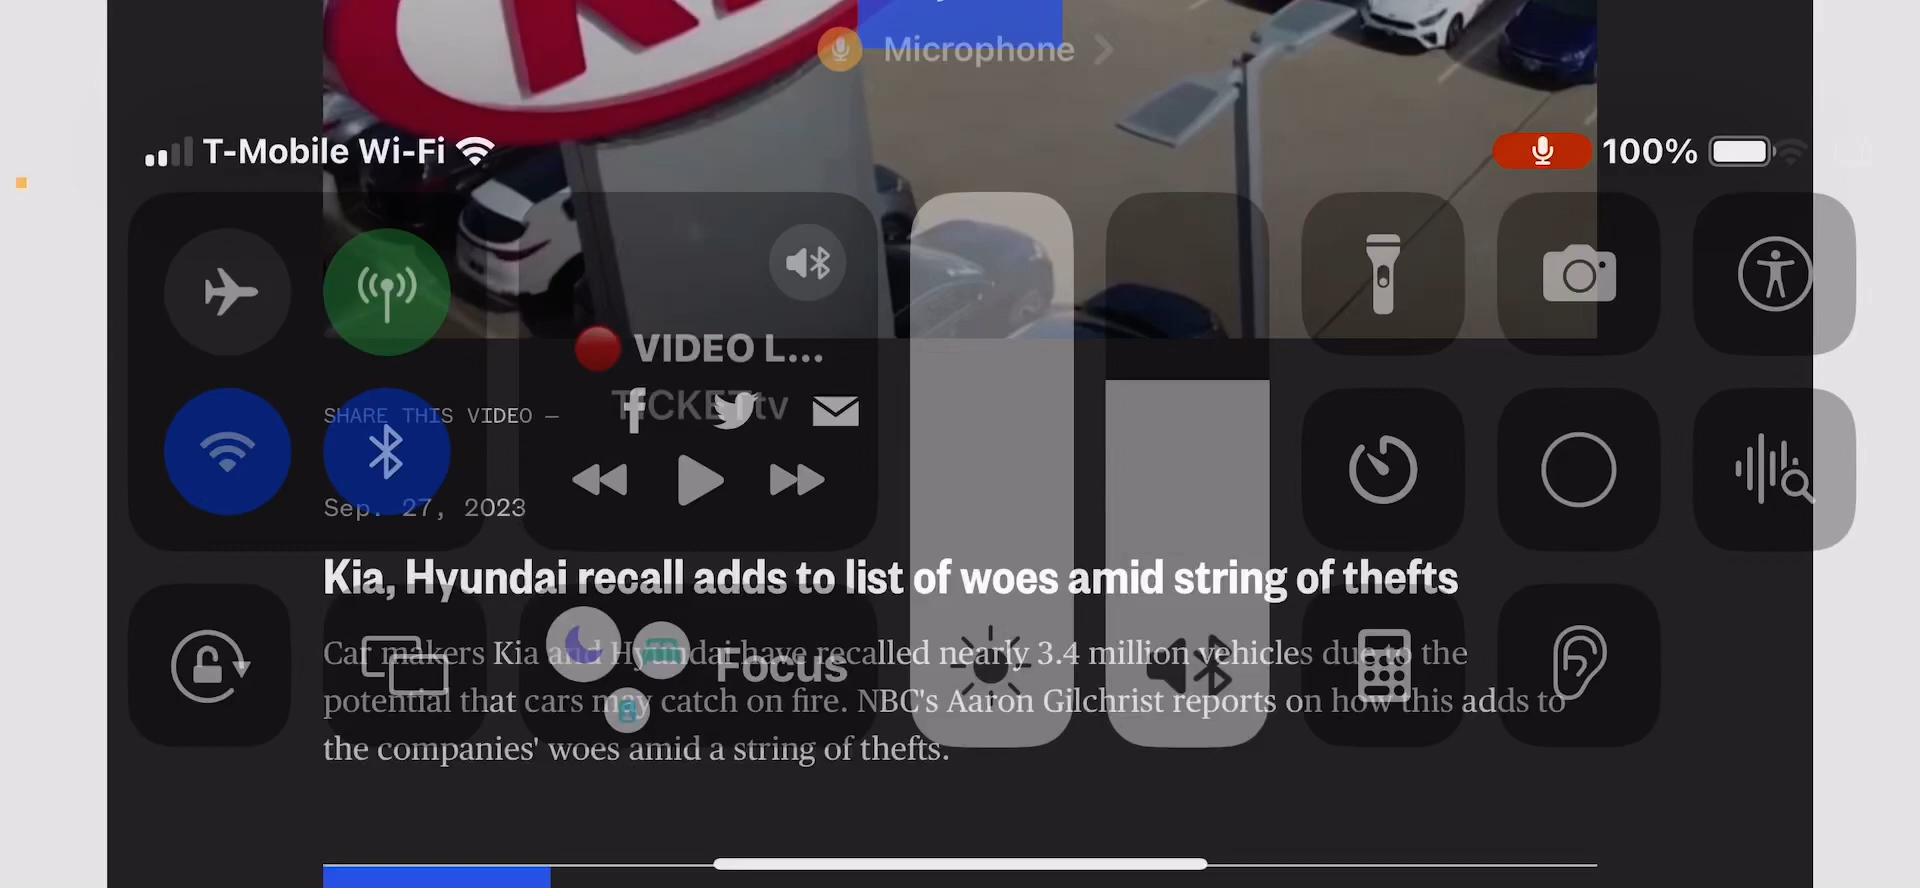 Microphone
T-Mobile Wi-Fi
100%
VIDEO L...
TICKETtv
SHARE THIS VIDEO —
Sep. 27, 2023
Kia, Hyundai recall adds to list of woes amid string of thefts
Focus
Car makers Kia and Hyundai have recalled nearly 3.4 million vehicles due to the
potential that cars may catch on fire. NBC's Aaron Gilchrist reports on how this adds to
the companies' woes amid a string of thefts.